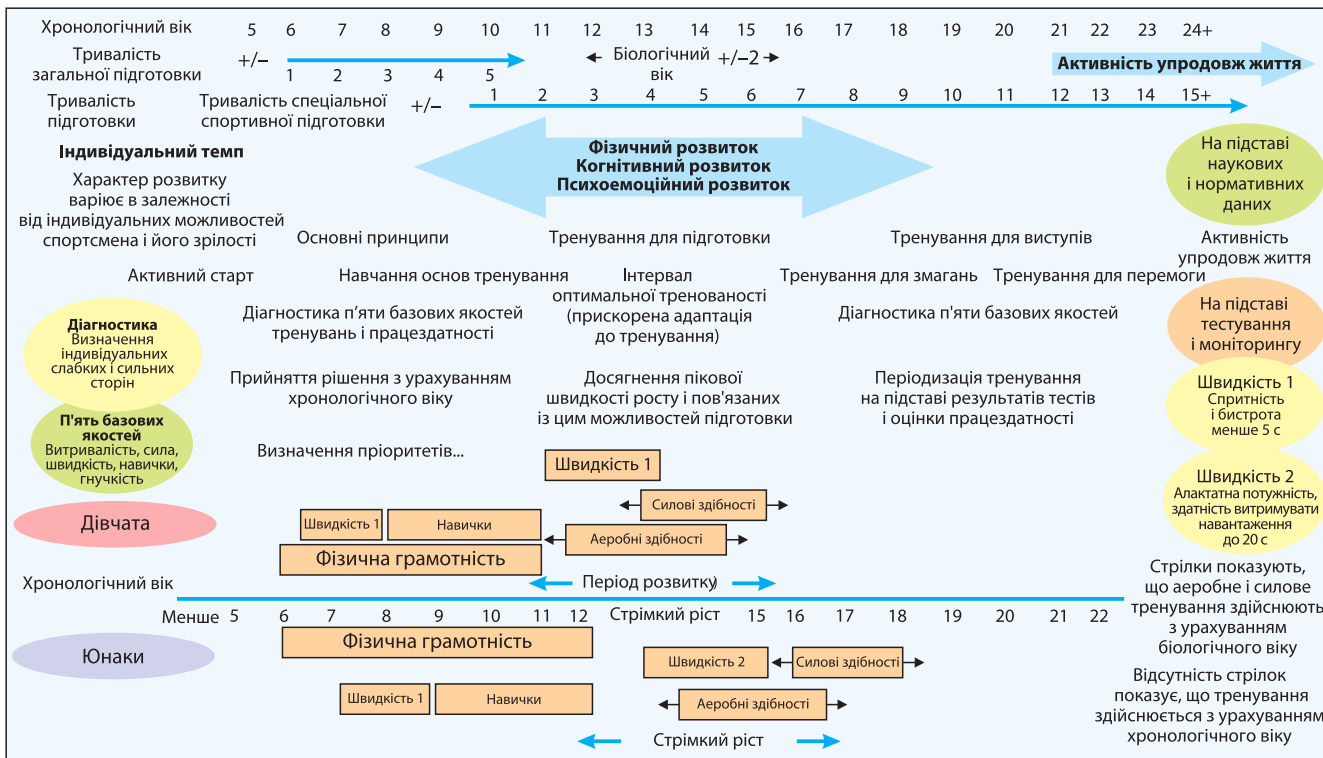 Хронологічний вік 5 6 7 8 9 10 11 12 13 14 15 16 17 18 19 20 21 22 23 24+
Тривалість
загальної підготовки
+/–
1 2 3 4 5
Біологічний
вік
+/–2
Активність упродовж життя
Тривалість
підготовки
Тривалість спеціальної
спортивної підготовки
+/–
1 2 3 4 5 6 7 8 9 10 11 12 13 14 15+
Індивідуальний темп
Характер розвитку
варіює в залежності
від індивідуальних можливостей
спортсмена і його зрілості
Фізичний розвиток
Когнітивний розвиток
Психоемоційний розвиток
На підставі
наукових
і нормативних
даних
Основні принципи
Тренування для підготовки
Тренування для виступів
Активність
упродовж життя
Активний старт
Навчання основ тренування
Інтервал
оптимальної тренованості
(прискорена адаптація
до тренування)
Тренування для змагань
Тренування для перемоги
Діагностика
Визначення
індивідуальних
слабких і сильних
сторін
Діагностика п’яти базових якостей
тренувань і працездатності
Діагностика п'яти базових якостей
На підставі
тестування
і моніторингу
Прийняття рішення з урахуванням
хронологічного віку
Досягнення пікової
швидкості росту і пов'язаних
із цим можливостей підготовки
Періодизація тренування
на підставі результатів тестів
і оцінки працездатності
Швидкість 1
Спритність
і бистрота
менше 5 с
П'ять базових
якостей
Витривалість, сила,
швидкість, навички,
гнучкість
Визначення пріоритетів...
Швидкість 1
Силові здібності
Швидкість 2
Алактатна потужність,
здатність витримувати
навантаження
до 20 с
Дівчата
Швидкість 1
Навички
Аеробні здібності
Фізична грамотність
Хронологічний вік
Період розвитку
Менше 5 6 7 8 9 10 11 12 Стрімкий ріст 15 16 17 18 19 20 21 22
Стрілки показують,
що аеробне і силове
тренування здійснюють
з урахуванням
біологічного віку
Юнаки
Фізична грамотність
Швидкість 2
Силові здібності
Швидкість 1
Навички
Аеробні здібності
Стрімкий ріст
Відсутність стрілок
показує, що тренування
здійснюється з урахуванням
хронологічного віку